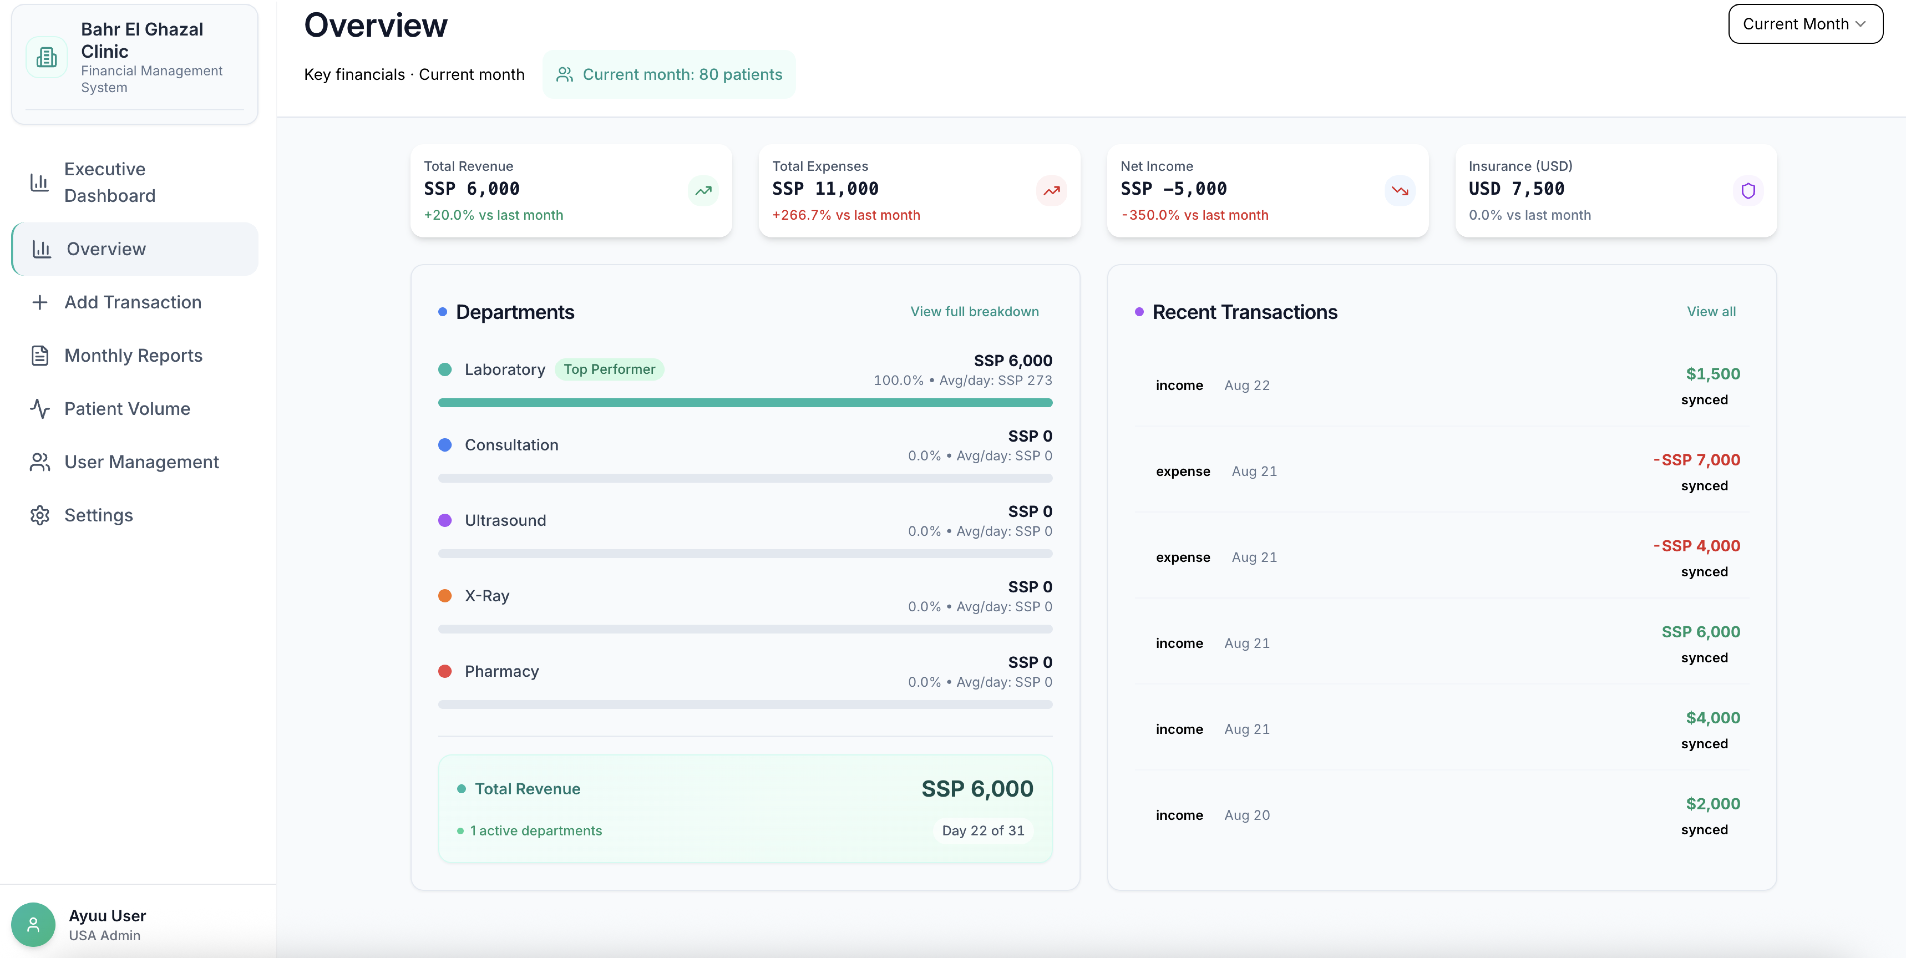 Bahr El Ghazal
Clinic
Financial Management
System
Executive
Dashboard
Overview
Add Transaction
Monthly Reports
Patient Volume
User Management
Settings
Ayuu User
USA Admin
Overview
Current Month
Key financials · Current month
Current month: 80 patients
Total Revenue
SSP 6,000
+20.0% vs last month
Total Expenses
SSP 11,000
+266.7% vs last month
Net Income
SSP -5,000
-350.0% vs last month
Insurance (USD)
USD 7,500
0.0% vs last month
Departments
View full breakdown
Laboratory Top Performer SSP 6,000
100.0% • Avg/day: SSP 273
Consultation SSP 0
0.0% • Avg/day: SSP 0
Ultrasound SSP 0
0.0% • Avg/day: SSP 0
X-Ray SSP 0
0.0% • Avg/day: SSP 0
Pharmacy SSP 0
0.0% • Avg/day: SSP 0
Total Revenue SSP 6,000
1 active departments Day 22 of 31
Recent Transactions
View all
income Aug 22 $1,500
synced
expense Aug 21 -SSP 7,000
synced
expense Aug 21 -SSP 4,000
synced
income Aug 21 SSP 6,000
synced
income Aug 21 $4,000
synced
income Aug 20 $2,000
synced